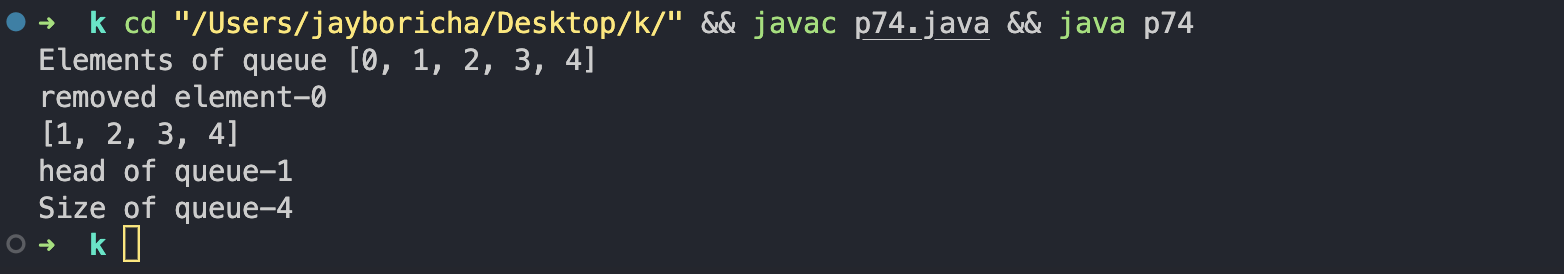 ➜ k cd "/Users/jayboricha/Desktop/k/" && javac p74.java && java p74
Elements of queue [0, 1, 2, 3, 4]
removed element-0
[1, 2, 3, 4]
head of queue-1
Size of queue-4
➜ k